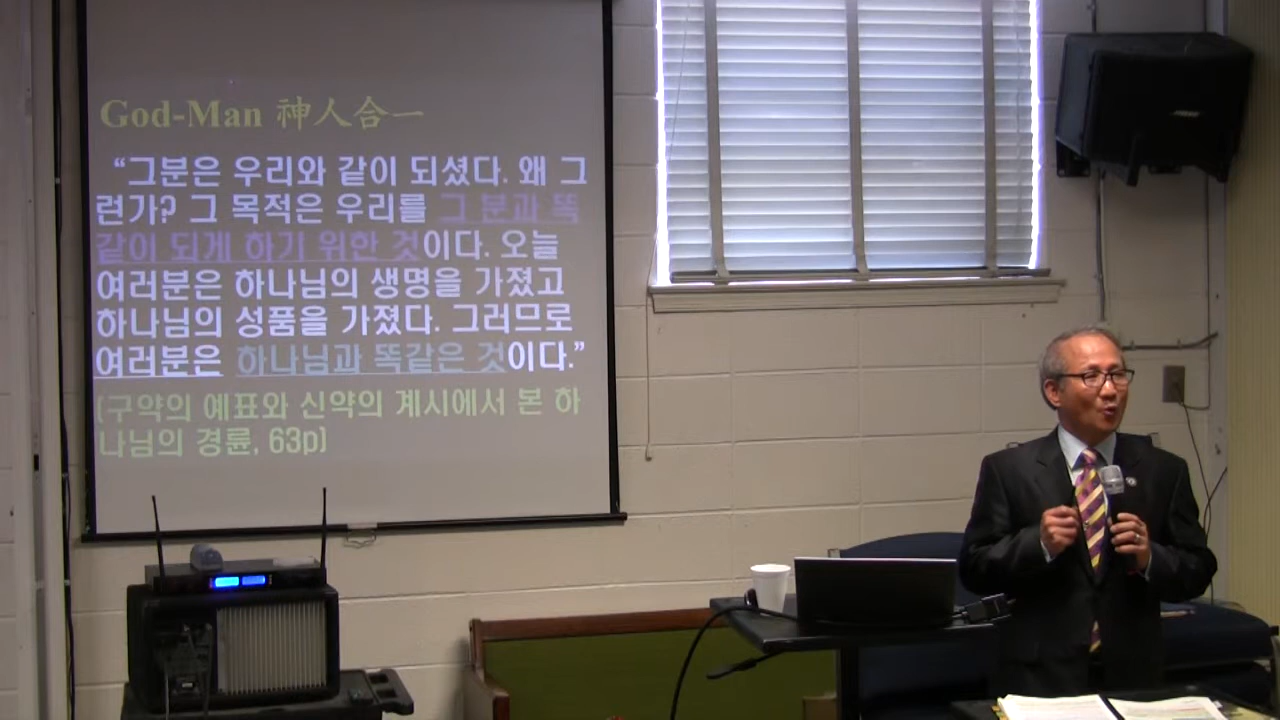 God-Man 神人合一
“그분은 우리와 같이 되셨다. 왜 그
런가? 그 목적은 우리를 그 분과 똑
같이 되게 하기 위한 것이다. 오늘
여러분은 하나님의 생명을 가졌고
하나님의 성품을 가졌다. 그러므로
여러분은 하나님과 똑같은 것이다.”
(구약의 예표와 신약의 계시에서 본 하
나님의 경륜, 63p)